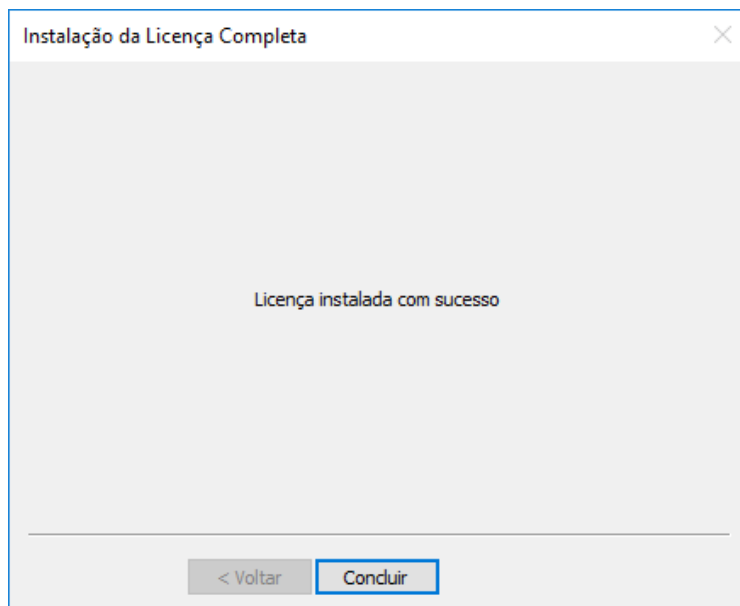 Instalação da Licença Completa
Licença instalada com sucesso
< Voltar
Concluir